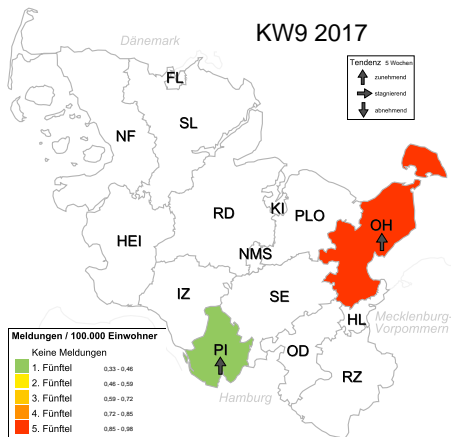 KW9 2017
Dänemark
Tendenz 5 Wochen
zunehmend
stagnierend
abnehmend
FL
NF
SL
RD
KI
PLO
OH
HEI
NMS
IZ
SE
HL
Mecklenburg-
Vorpommern
PI
OD
RZ
Hamburg
Meldungen / 100.000 Einwohner
Keine Meldungen
1. Fünftel 0,33 - 0,46
2. Fünftel 0,46 - 0,59
3. Fünftel 0,59 - 0,72
4. Fünftel 0,72 - 0,85
5. Fünftel 0,85 - 0,98